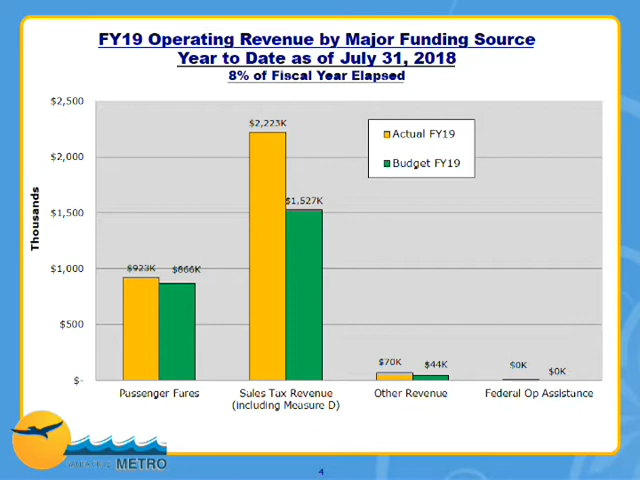 FY19 Operating Revenue by Major Funding Source
Year to Date as of July 31, 2018
8% of Fiscal Year Elapsed
$2,500
$2,000
$1,500
$1,000
$500
$-
Thousands
$2,223K
$1,527K
$923K
$866K
$70K
$44K
$0K
$0K
Actual FY19
Budget FY19
Passenger Fares
Sales Tax Revenue
(including Measure D)
Other Revenue
Federal Op Assistance
METRO
4